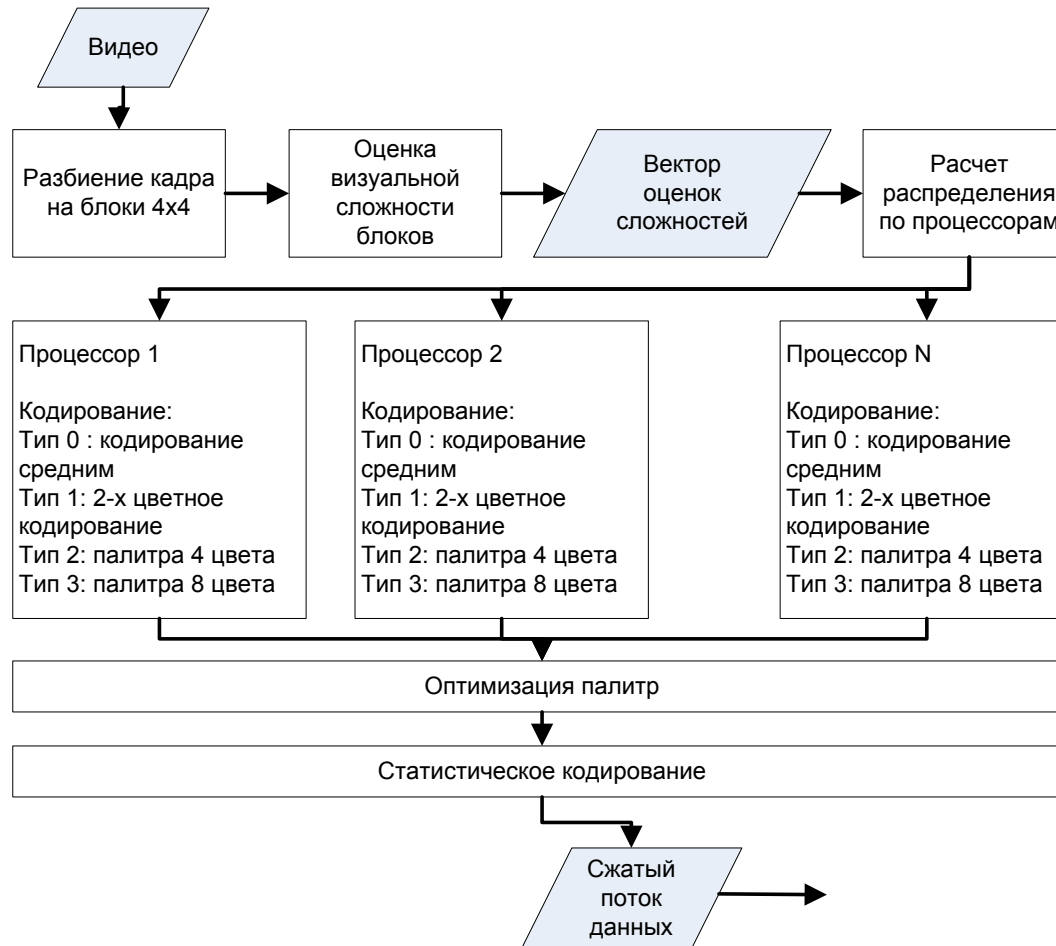 Видео
Разбиение кадра
на блоки 4x4
Оценка
визуальной
сложности
блоков
Вектор
оценок
сложностей
Расчет
распределения
по процессорам
Процессор 1
Кодирование:
Тип 0 : кодирование
средним
Тип 1: 2-х цветное
кодирование
Тип 2: палитра 4 цвета
Тип 3: палитра 8 цвета
Процессор 2
Кодирование:
Тип 0 : кодирование
средним
Тип 1: 2-х цветное
кодирование
Тип 2: палитра 4 цвета
Тип 3: палитра 8 цвета
Процессор N
Кодирование:
Тип 0 : кодирование
средним
Тип 1: 2-х цветное
кодирование
Тип 2: палитра 4 цвета
Тип 3: палитра 8 цвета
Оптимизация палитр
Статистическое кодирование
Сжатый
поток
данных